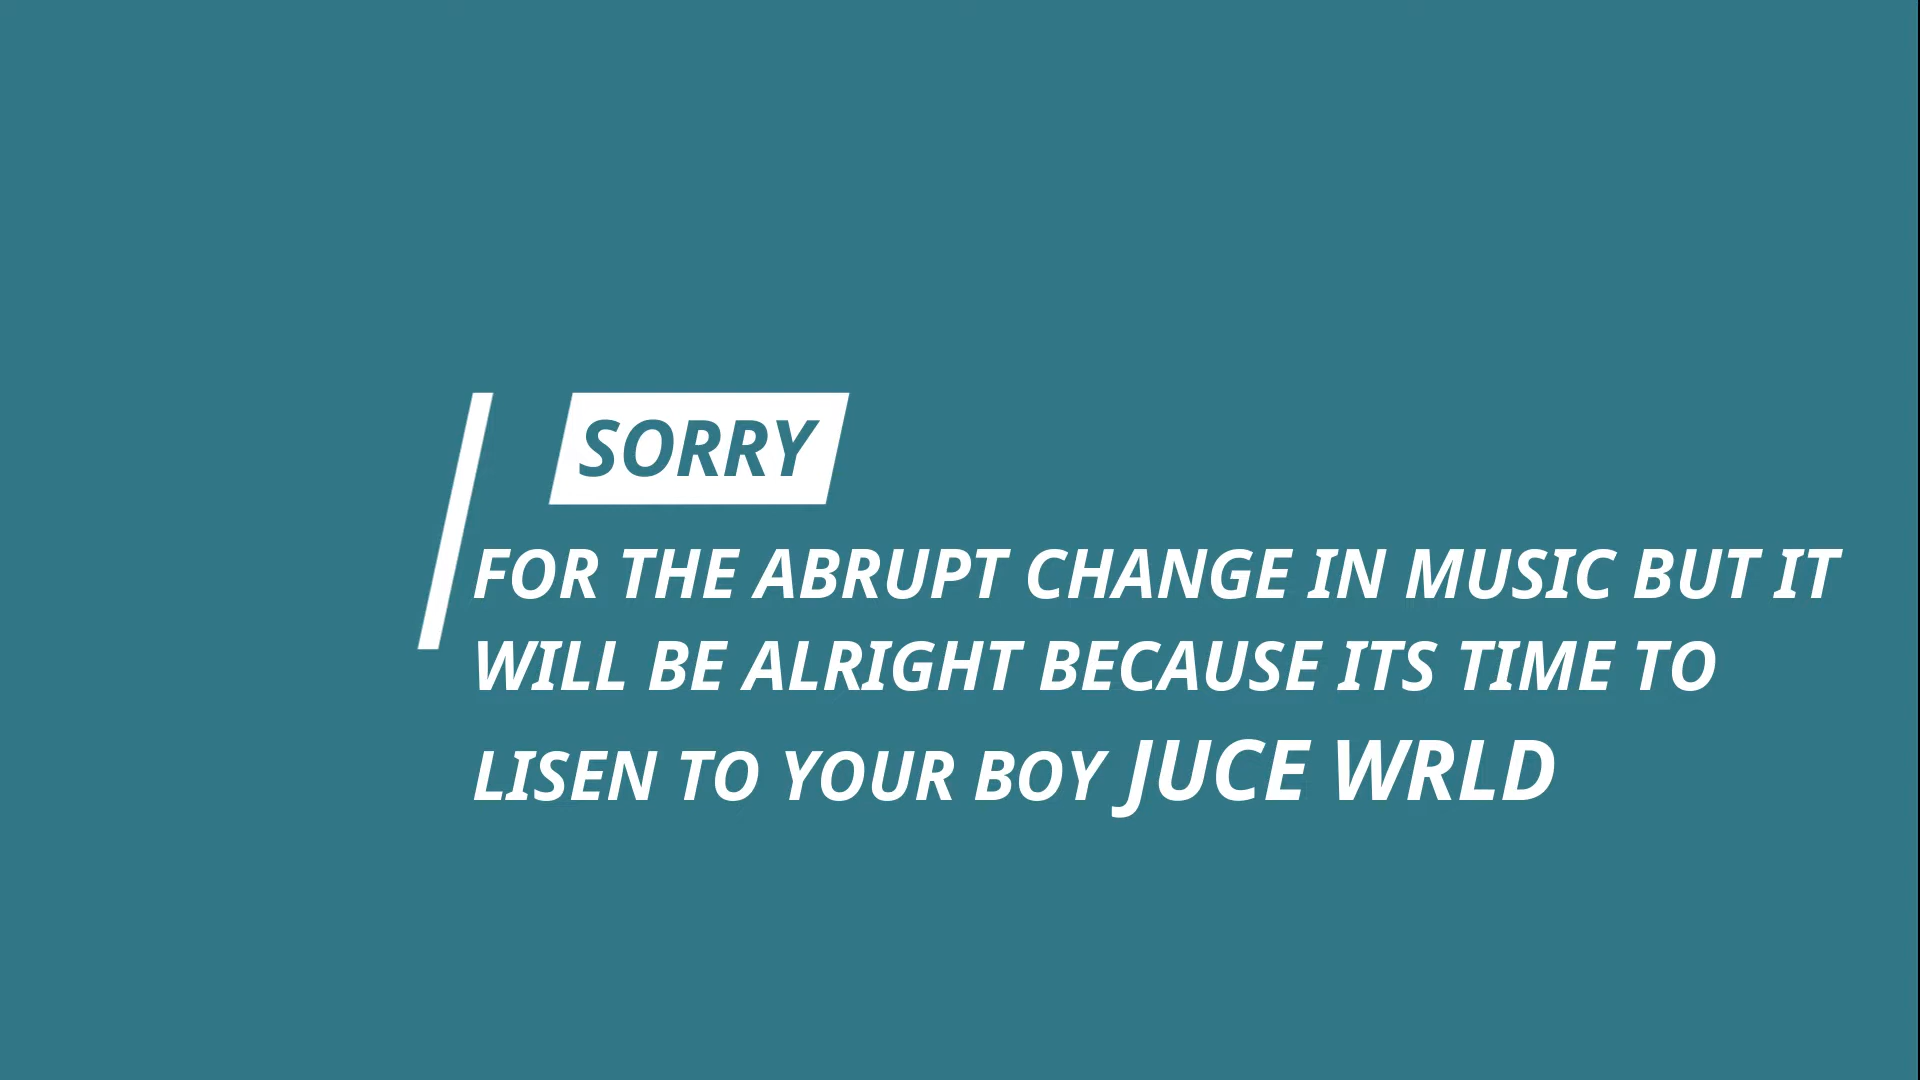 SORRY
FOR THE ABRUPT CHANGE IN MUSIC BUT IT
WILL BE ALRIGHT BECAUSE ITS TIME TO
LISEN TO YOUR BOY JUCE WRLD